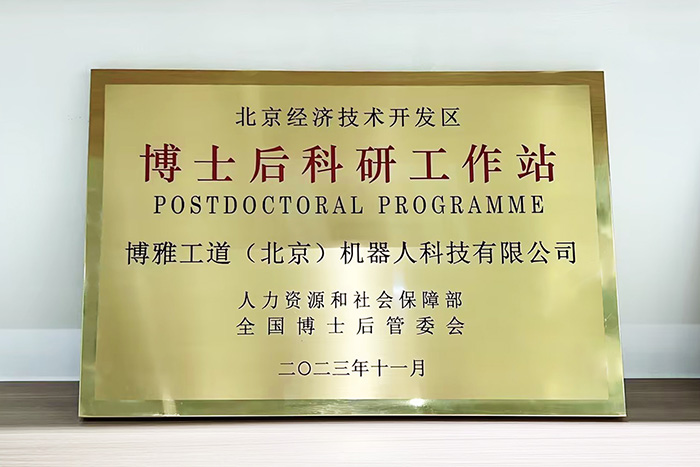 北京经济技术开发区
博士后科研工作站
POSTDOCTORAL PROGRAMME
博雅工道（北京）机器人科技有限公司
人力资源和社会保障部
全国博士后管委会
二〇二三年十一月